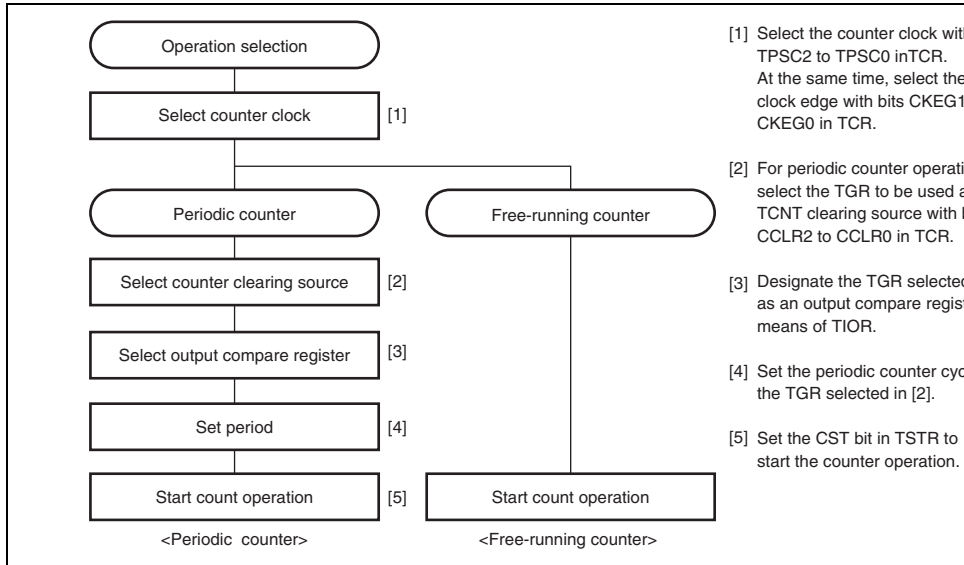 Operation selection
Select counter clock
[1]
Periodic counter
Free-running counter
Select counter clearing source
[2]
Select output compare register
[3]
Set period
[4]
Start count operation
[5]
Start count operation
<Periodic counter>
<Free-running counter>
[1] Select the counter clock
TPSC2 to TPSC0 inTCR.
At the same time, select the
clock edge with bits CKEG1
CKEG0 in TCR.
[2] For periodic counter
select the TGR to be used
TCNT clearing source with
CCLR2 to CCLR0 in TCR.
[3] Designate the TGR selected
as an output compare
means of TIOR.
[4] Set the periodic counter
the TGR selected in [2].
[5] Set the CST bit in TSTR to
start the counter operation.